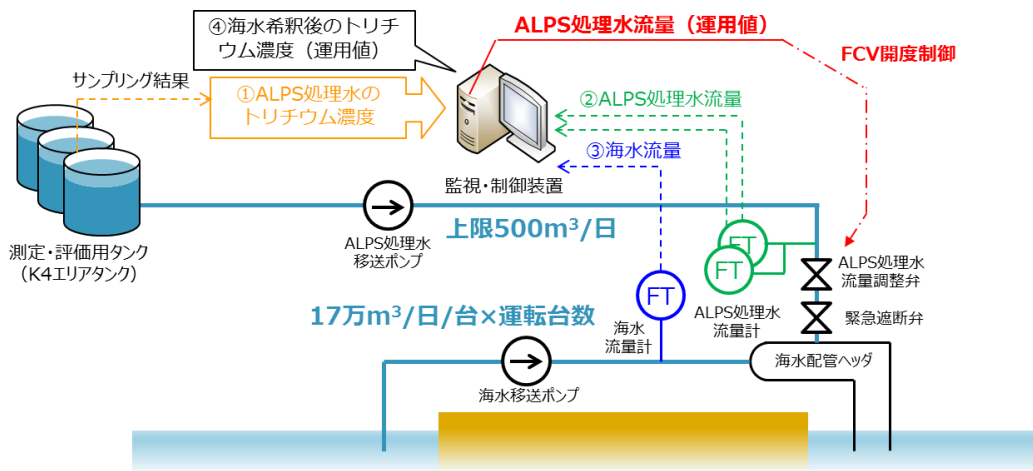 ④海水希釈後のトリチ
ウム濃度（運用値）
ALPS処理水流量（運用値）
FCV開度制御
サンプリング結果
①ALPS処理水の
トリチウム濃度
②ALPS処理水流量
③海水流量
監視・制御装置
測定・評価用タンク
(K4エリアタンク)
ALPS処理水
移送ポンプ
上限500m³/日
FT
FT
FT
ALPS処理水
流量調整弁
ALPS処理水
流量計
緊急遮断弁
17万m³/日/台×運転台数
海水
流量計
海水配管ヘッダ
海水移送ポンプ